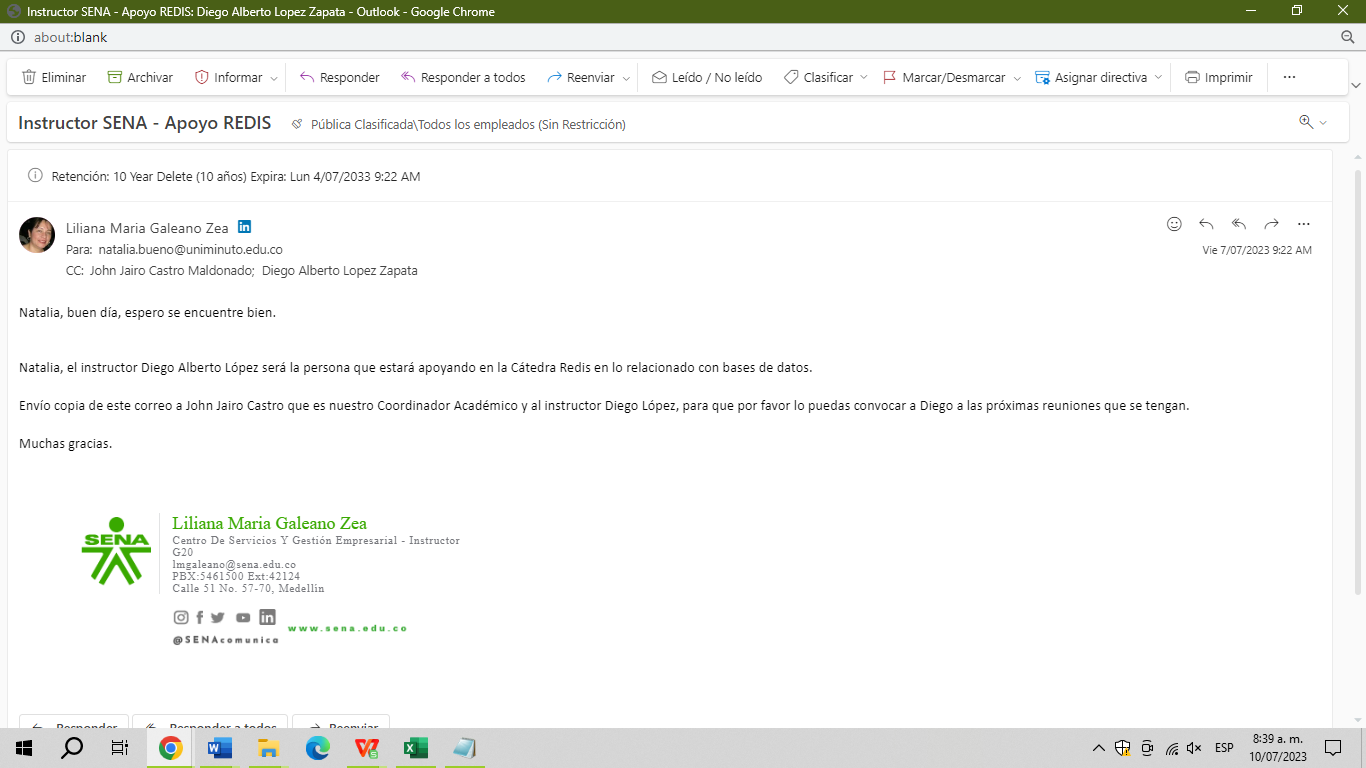 Instructor SENA - Apoyo REDIS: Diego Alberto Lopez Zapata - Outlook - Google Chrome
about:blank
Eliminar Archivar Informar Responder Responder a todos Reenviar Leído / No leído Clasificar Marcar/Desmarcar Asignar directiva Imprimir ...
Instructor SENA - Apoyo REDIS Pública Clasificada\Todos los empleados (Sin Restricción)
Retención: 10 Year Delete (10 años) Expira: Lun 4/07/2033 9:22 AM
Liliana Maria Galeano Zea in
Para: natalia.bueno@uniminuto.edu.co
Vie 7/07/2023 9:22 AM
CC: John Jairo Castro Maldonado; Diego Alberto Lopez Zapata
Natalia, buen día, espero se encuentre bien.
Natalia, el instructor Diego Alberto López será la persona que estará apoyando en la Cátedra Redis en lo relacionado con bases de datos.
Envío copia de este correo a John Jairo Castro que es nuestro Coordinador Académico y al instructor Diego López, para que por favor lo puedas convocar a Diego a las próximas reuniones que se tengan.
Muchas gracias.
SENA
Liliana Maria Galeano Zea
Centro De Servicios Y Gestión Empresarial - Instructor
G20
lmgaleano@sena.edu.co
PBX:5461500 Ext:42124
Calle 51 No. 57-70, Medellín
@SENAcomunica
www.sena.edu.co
Responder Responder a todos Reenviar
ESP
8:39 a. m.
10/07/2023